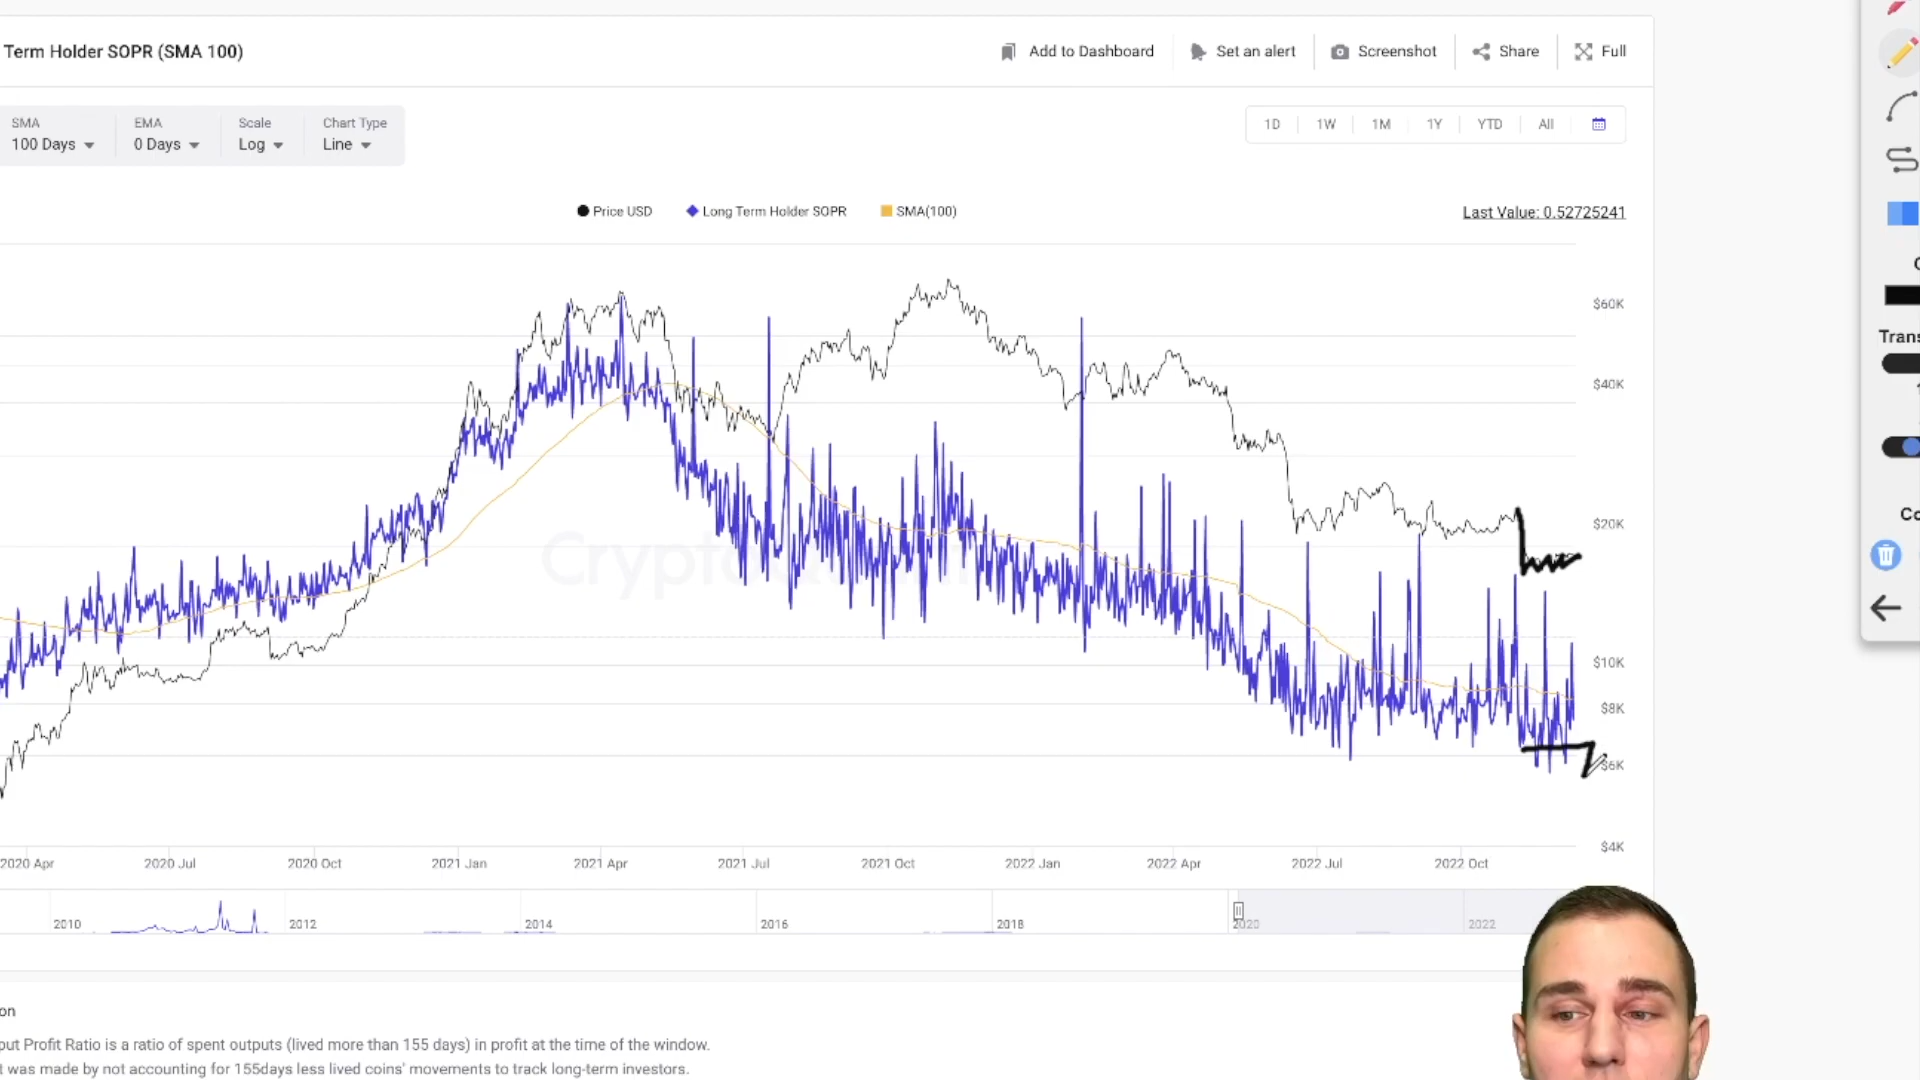 Term Holder SOPR (SMA 100)
Add to Dashboard
Set an alert
Screenshot
Share
Full
SMA
EMA
Scale
Chart Type
100 Days
0 Days
Log
Line
1D
1W
1M
1Y
YTD
All
Price USD
Long Term Holder SOPR
SMA(100)
Last Value: 0.52725241
$60K
$40K
$20K
$10K
$8K
$6K
$4K
2020 Apr
2020 Jul
2020 Oct
2021 Jan
2021 Apr
2021 Jul
2021 Oct
2022 Jan
2022 Apr
2022 Jul
2022 Oct
2010
2012
2014
2016
2018
2020
2022
on
put Profit Ratio is a ratio of spent outputs (lived more than 155 days) in profit at the time of the window.
t was made by not accounting for 155days less lived coins' movements to track long-term investors.
Trans
Co